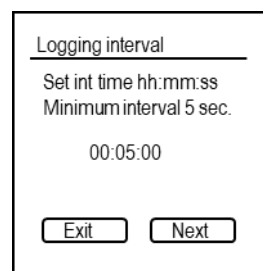 Logging interval
Set int time hh:mm:ss
Minimum interval 5 sec.
00:05:00
Exit Next